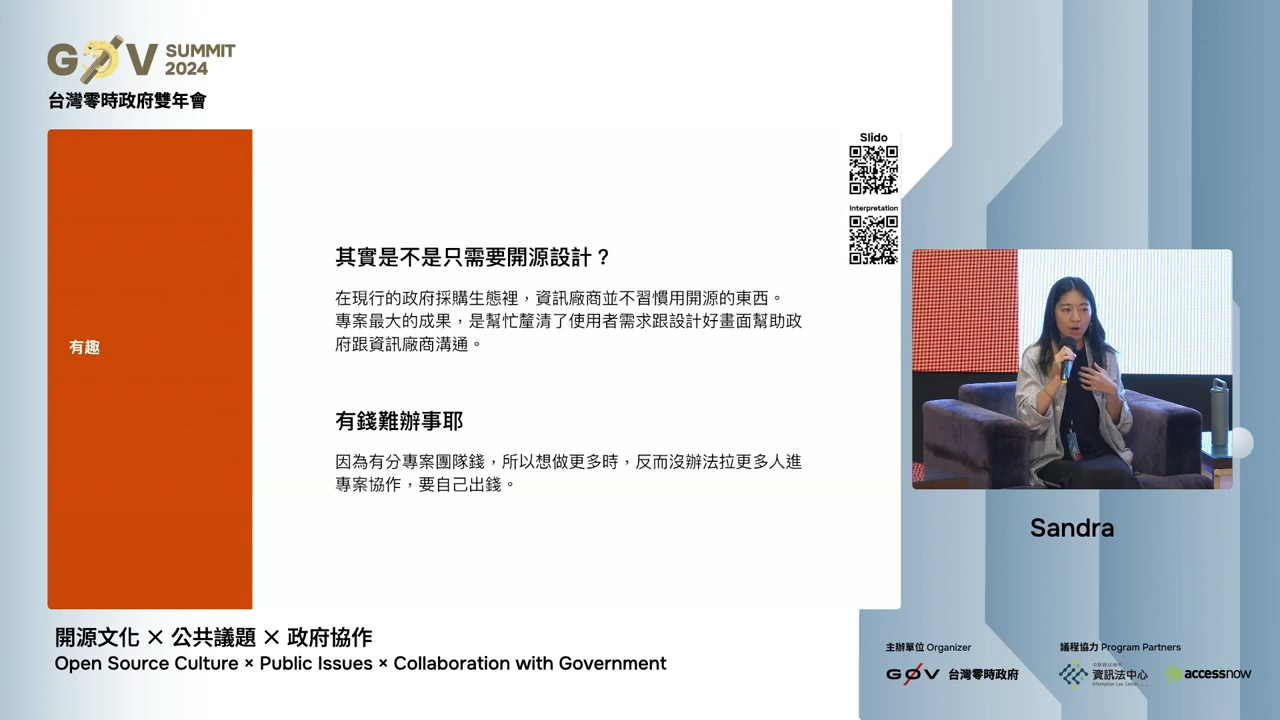 GØV SUMMIT 2024
台灣零時政府雙年會
Slido
Interpretation
有趣
其實是不是只需要開源設計？
在現行的政府採購生態裡，資訊廠商並不習慣用開源的東西。
專案最大的成果，是幫忙釐清了使用者需求跟設計好畫面幫助政
府跟資訊廠商溝通。
有錢難辦事耶
因為有分專案團隊錢，所以想做更多時，反而沒辦法拉更多人進
專案協作，要自己出錢。
Sandra
開源文化 × 公共議題 × 政府協作
Open Source Culture × Public Issues × Collaboration with Government
主辦單位 Organizer
GØV 台灣零時政府
議程協力 Program Partners
資訊法中心
Information Law Center
accessnow